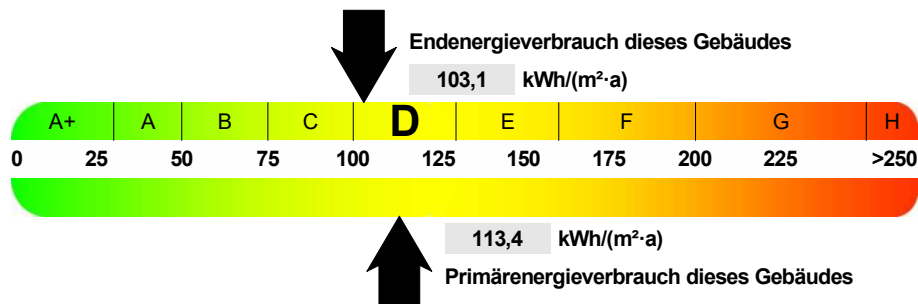 Endenergieverbrauch dieses Gebäudes
103,1 kWh/(m²·a)
A+ A B C D E F G H
0 25 50 75 100 125 150 175 200 225 >250
113,4 kWh/(m²·a)
Primärenergieverbrauch dieses Gebäudes